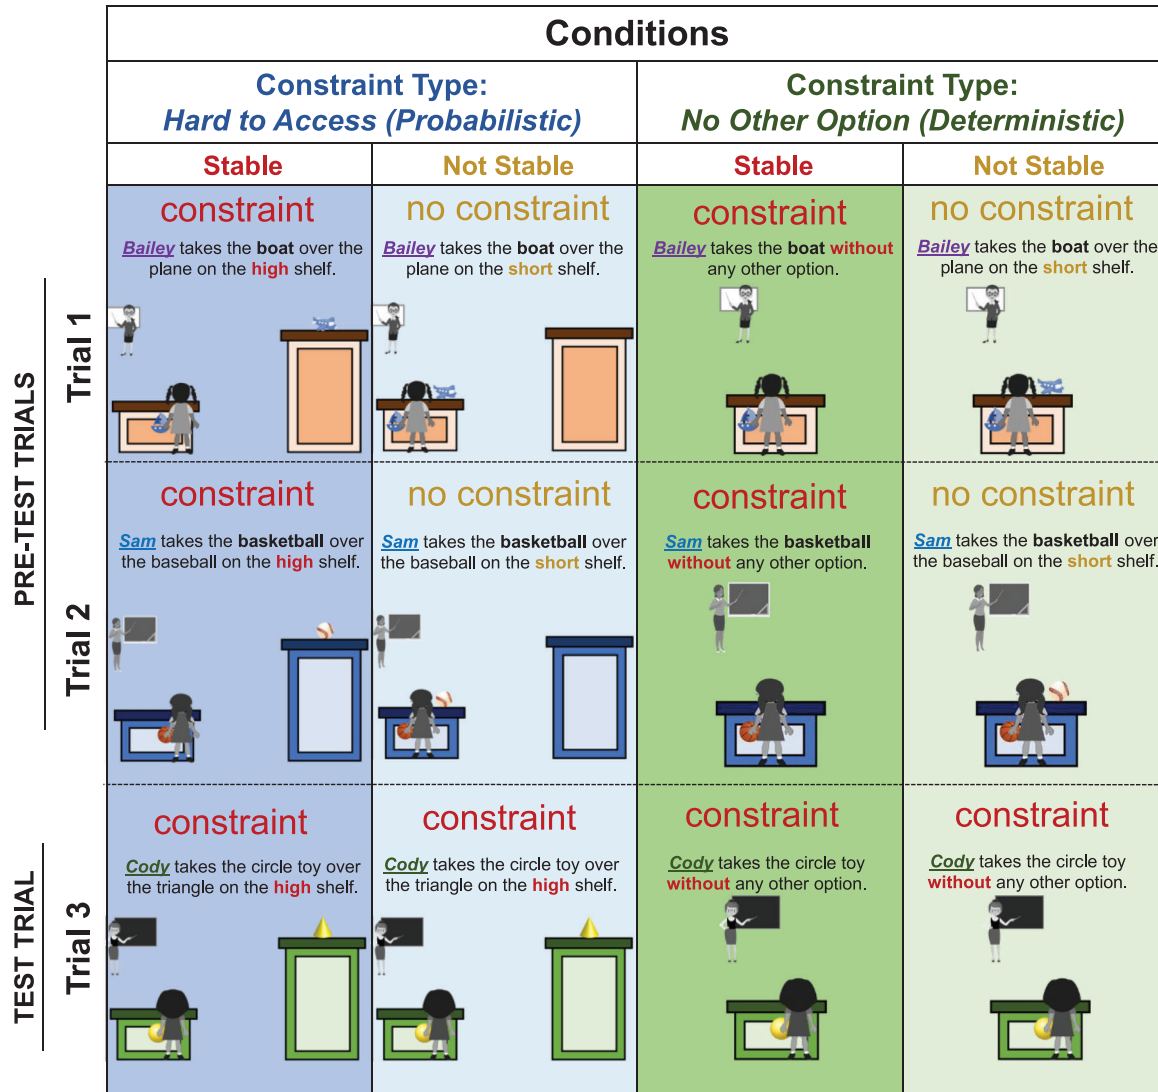 Conditions
Constraint Type:
Hard to Access (Probabilistic)
Constraint Type:
No Other Option (Deterministic)
Stable
Not Stable
Stable
Not Stable
PRE-TEST TRIALS
Trial 1
constraint
Bailey takes the boat over the
plane on the high shelf.
no constraint
Bailey takes the boat over the
plane on the short shelf.
constraint
Bailey takes the boat without
any other option.
no constraint
Bailey takes the boat over the
plane on the short shelf.
Trial 2
constraint
Sam takes the basketball over
the baseball on the high shelf.
no constraint
Sam takes the basketball over
the baseball on the short shelf.
constraint
Sam takes the basketball
without any other option.
no constraint
Sam takes the basketball over
the baseball on the short shelf.
TEST TRIAL
Trial 3
constraint
Cody takes the circle toy over
the triangle on the high shelf.
constraint
Cody takes the circle toy over
the triangle on the high shelf.
constraint
Cody takes the circle toy
without any other option.
constraint
Cody takes the circle toy
without any other option.